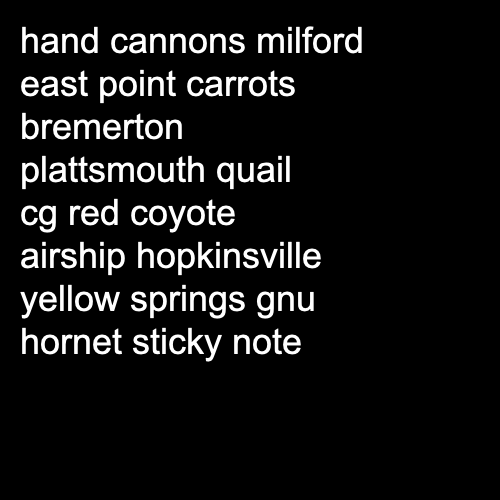 hand cannons milford
east point carrots
bremerton
plattsmouth quail
cg red coyote
airship hopkinsville
yellow springs gnu
hornet sticky note